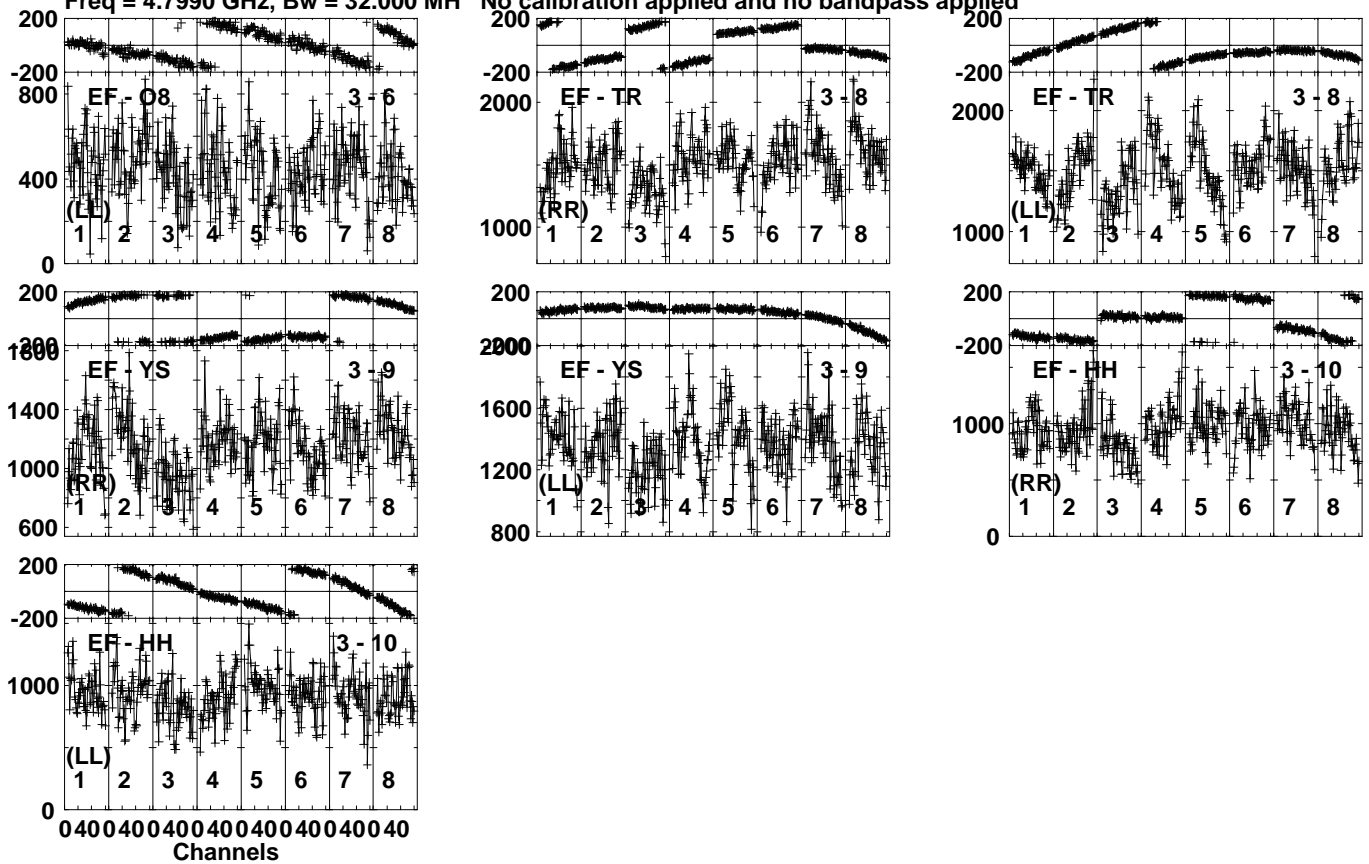 Freq = 4.7990 GHz, Bw = 32.000 MH No calibration applied and no bandpass applied
200
-200
800
400
0
EF - O8 3 - 6
(LL)
1 2 3 4 5 6 7 8
200
-200
2000
1000
EF - TR 3 - 8
(RR)
1 2 3 4 5 6 7 8
200
-200
2000
1000
EF - TR 3 - 8
(LL)
1 2 3 4 5 6 7 8
200
-200
1800
1400
1000
600
EF - YS 3 - 9
(RR)
1 2 3 4 5 6 7 8
200
-200
2000
1600
1200
800
EF - YS 3 - 9
(LL)
1 2 3 4 5 6 7 8
200
-200
1000
0
EF - HH 3 - 10
(RR)
1 2 3 4 5 6 7 8
200
-200
1000
0
EF - HH 3 - 10
(LL)
1 2 3 4 5 6 7 8
0 40 0 40 0 40 0 40 0 40 0 40 0 40 0 40
Channels